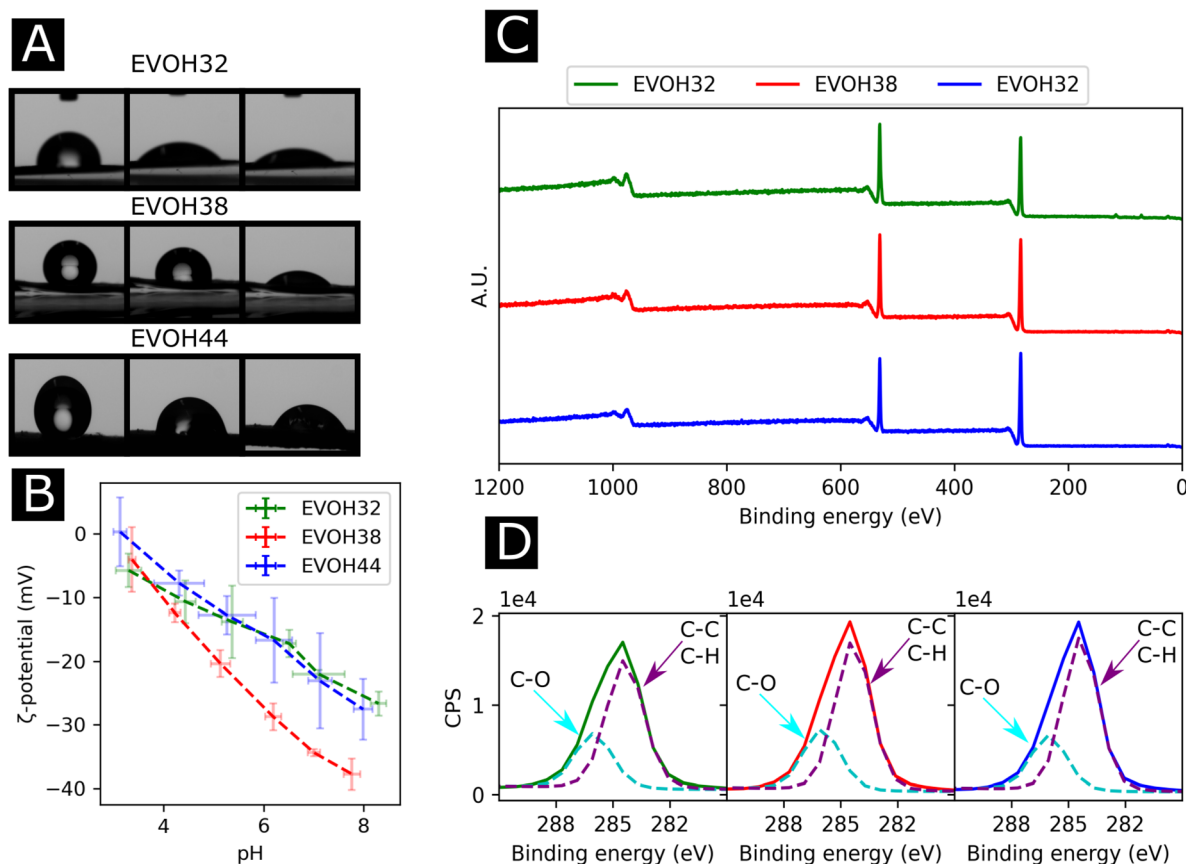 A
EVOH32
EVOH38
EVOH44
B
EVOH32
EVOH38
EVOH44
0
−10
−20
−30
−40
ζ-potential (mV)
4 6 8
pH
C
EVOH32 EVOH38 EVOH32
A.U.
1200 1000 800 600 400 200 0
Binding energy (eV)
D
1e4 1e4 1e4
2
1
0
CPS
C-O
C-C
C-H
C-O
C-C
C-H
C-O
C-C
C-H
288 285 282 288 285 282 288 285 282
Binding energy (eV) Binding energy (eV) Binding energy (eV)